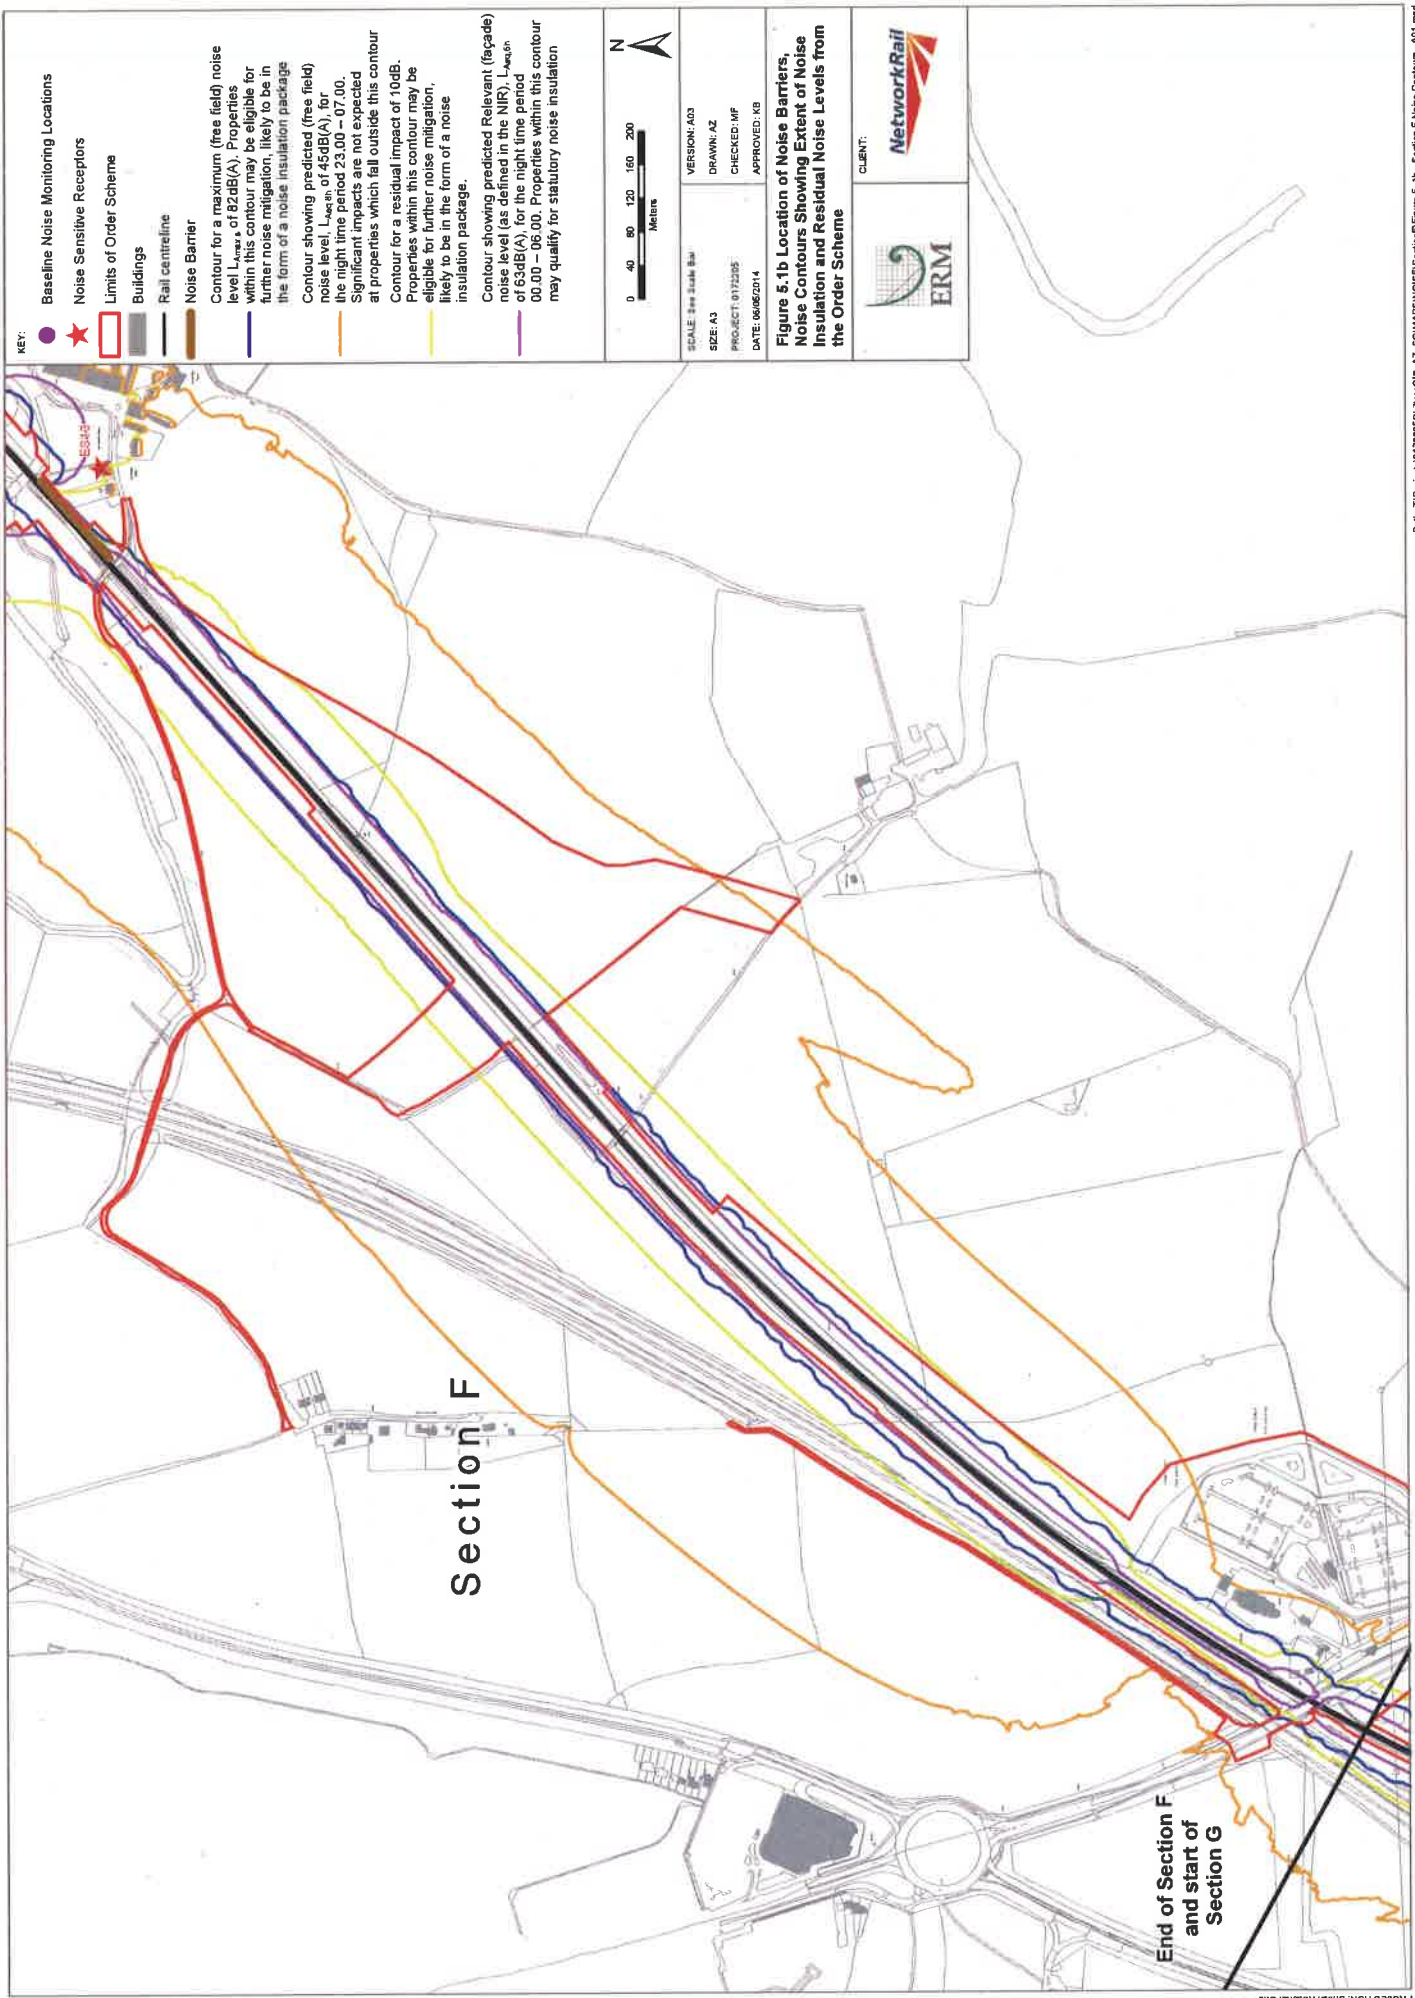 KEY:
Baseline Noise Monitoring Locations
Noise Sensitive Receptors
Limits of Order Scheme
Buildings
Rail centreline
Noise Barrier
Contour for a maximum (free field) noise
level LAmax,s of 82dB(A). Properties
within this contour may be eligible for
further noise mitigation, likely to be in
the form of a noise insulation package
Contour showing predicted (free field)
noise level, LAeq 8h of 45dB(A), for
the night time period 23.00 – 07.00.
Significant impacts are not expected
at properties which fall outside this contour
Contour for a residual impact of 10dB.
Properties within this contour may be
eligible for further noise mitigation,
likely to be in the form of a noise
insulation package.
Contour showing predicted Relevant (façade)
noise level (as defined in the NIR), LAeq,6h
of 63dB(A), for the night time period
00.00 – 06.00. Properties within this contour
may qualify for statutory noise insulation
N
0 40 80 120 160 200
Meters
SCALE: See Scale Bar
SIZE: A3
PROJECT: 0172205
DATE: 06/06/2014
VERSION: A03
DRAWN: AZ
CHECKED: MF
APPROVED: KB
Figure 5.1b Location of Noise Barriers,
Noise Contours Showing Extent of Noise
Insulation and Residual Noise Levels from
the Order Scheme
ERM
CLIENT:
NetworkRail
Section F
End of Section F
and start of
Section G